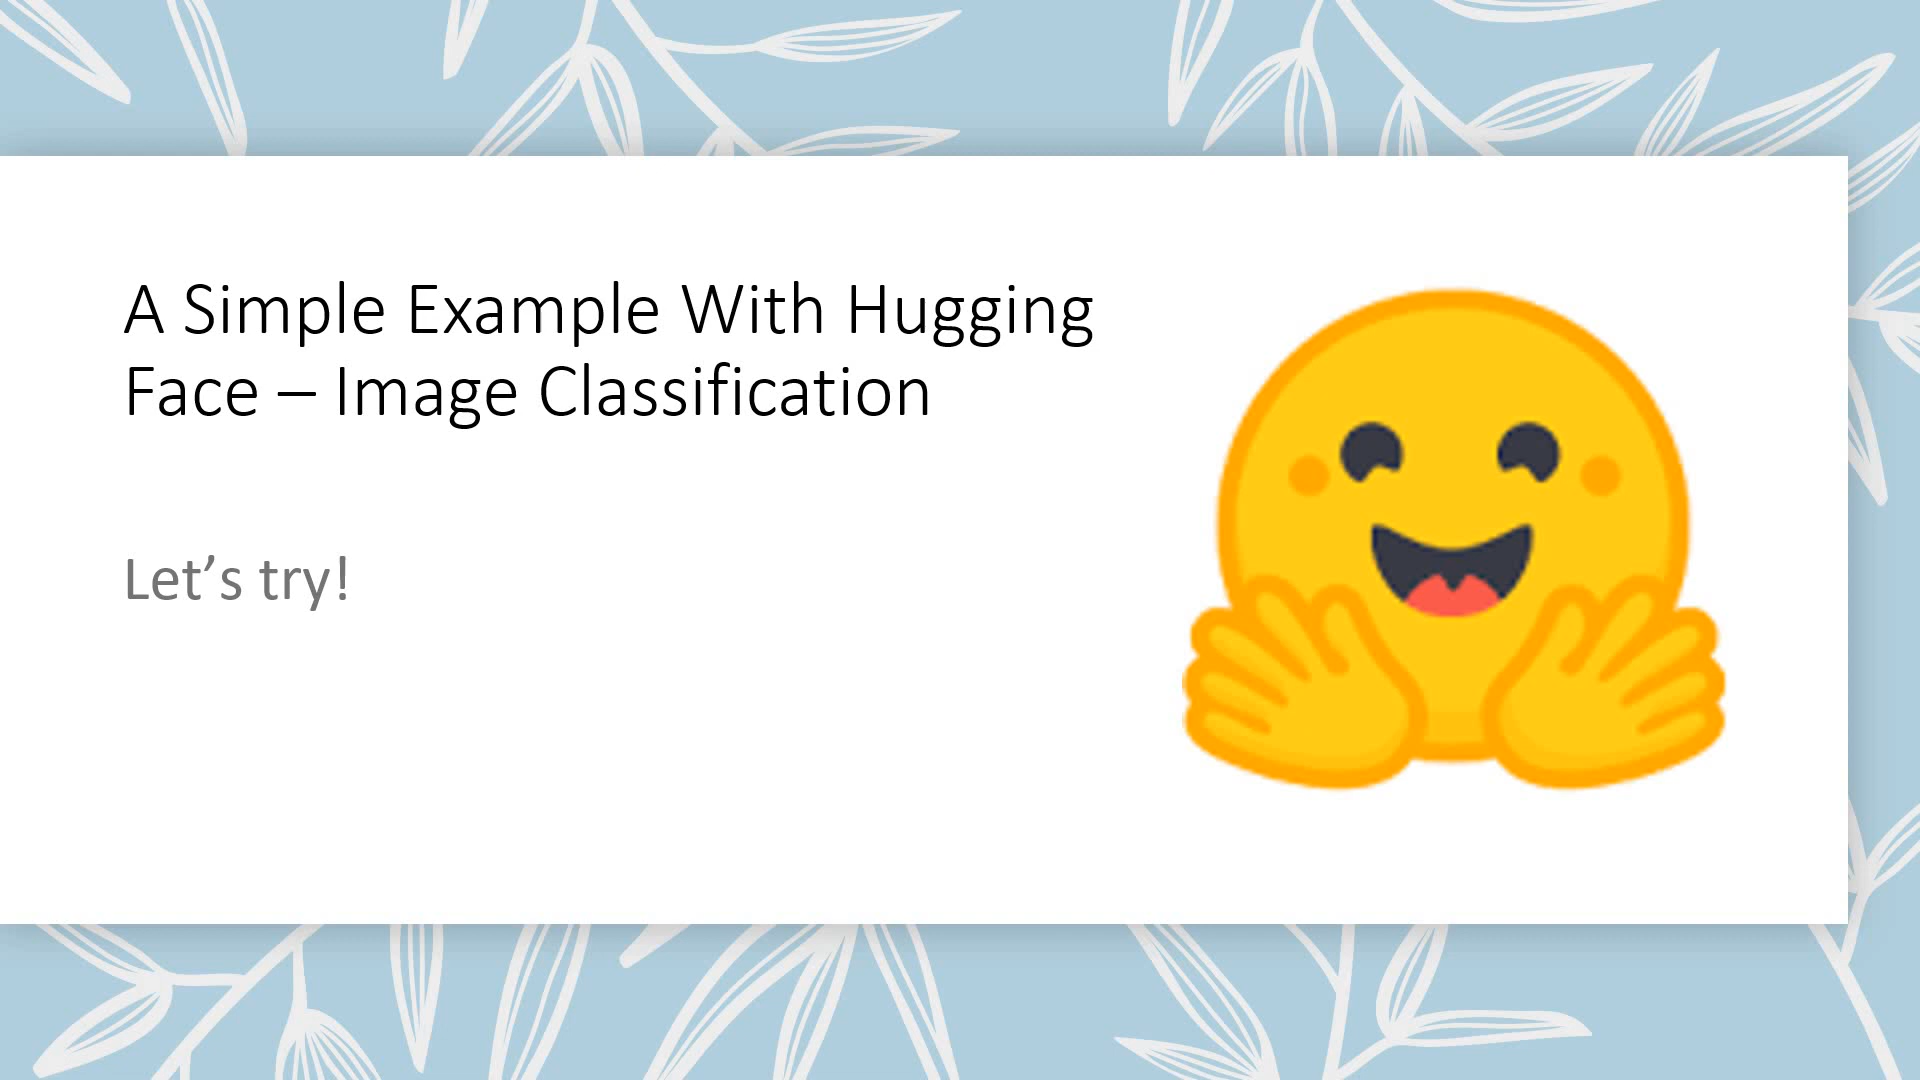 A Simple Example With Hugging
Face – Image Classification
Let’s try!